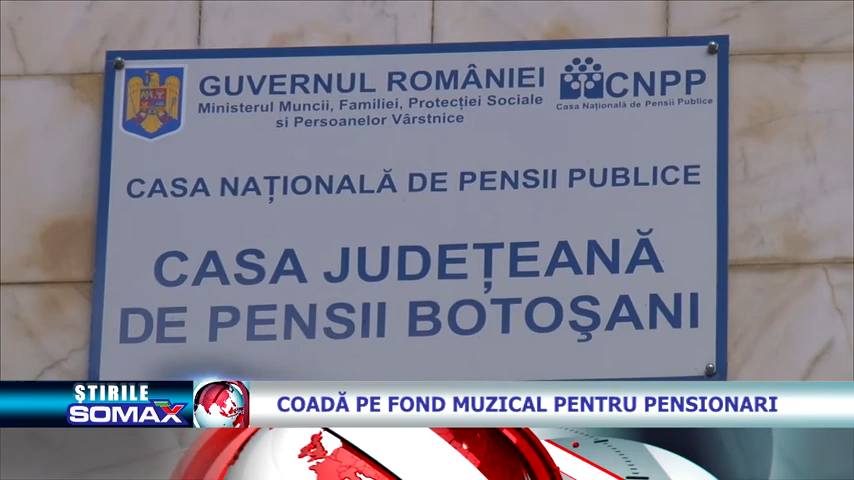 GUVERNUL ROMÂNIEI
Ministerul Muncii, Familiei, Protecției Sociale
si Persoanelor Vârstnice
CNPP
Casa Națională de Pensii Publice
CASA NAȚIONALĂ DE PENSII PUBLICE
CASA JUDEȚEANĂ
DE PENSII BOTOȘANI
ȘTIRILE
SOMAX
COADĂ PE FOND MUZICAL PENTRU PENSIONARI